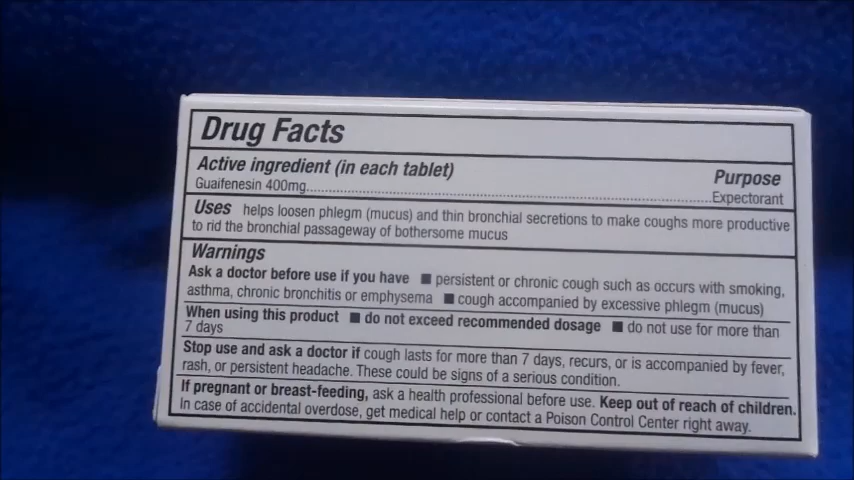 Drug Facts
Active ingredient (in each tablet) Purpose
Guaifenesin 400mg..........................................................................................................Expectorant
Uses helps loosen phlegm (mucus) and thin bronchial secretions to make coughs more productive
to rid the bronchial passageway of bothersome mucus
Warnings
Ask a doctor before use if you have ■ persistent or chronic cough such as occurs with smoking,
asthma, chronic bronchitis or emphysema ■ cough accompanied by excessive phlegm (mucus)
When using this product ■ do not exceed recommended dosage ■ do not use for more than
7 days
Stop use and ask a doctor if cough lasts for more than 7 days, recurs, or is accompanied by fever,
rash, or persistent headache. These could be signs of a serious condition.
If pregnant or breast-feeding, ask a health professional before use. Keep out of reach of children.
In case of accidental overdose, get medical help or contact a Poison Control Center right away.